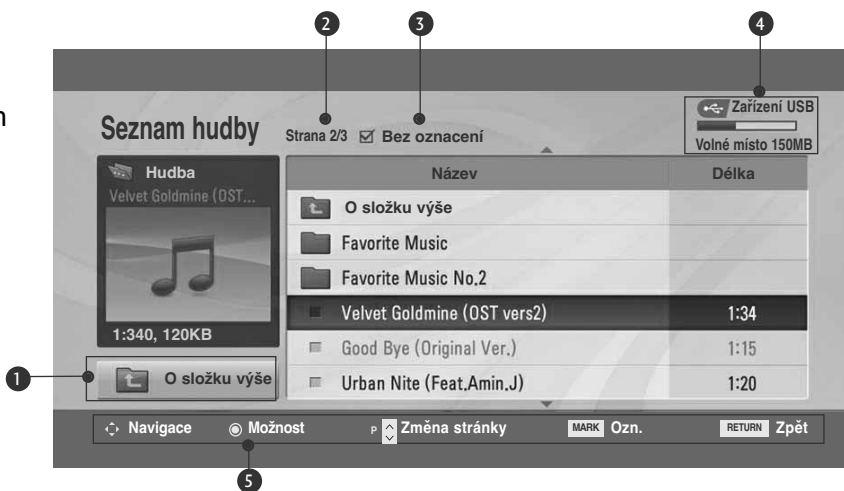 2 3 4
n
Zařízení USB
Seznam hudby Strana 2/3 Bez oznacení
Volné místo 150MB
Hudba
Velvet Goldmine (OST...
1:340, 120KB
Název Délka
O složku výše
Favorite Music
Favorite Music No.2
Velvet Goldmine (OST vers2) 1:34
Good Bye (Original Ver.) 1:15
Urban Nite (Feat.Amin.J) 1:20
1 O složku výše
Navigace Možnost P Změna stránky MARK Ozn. RETURN Zpět
5